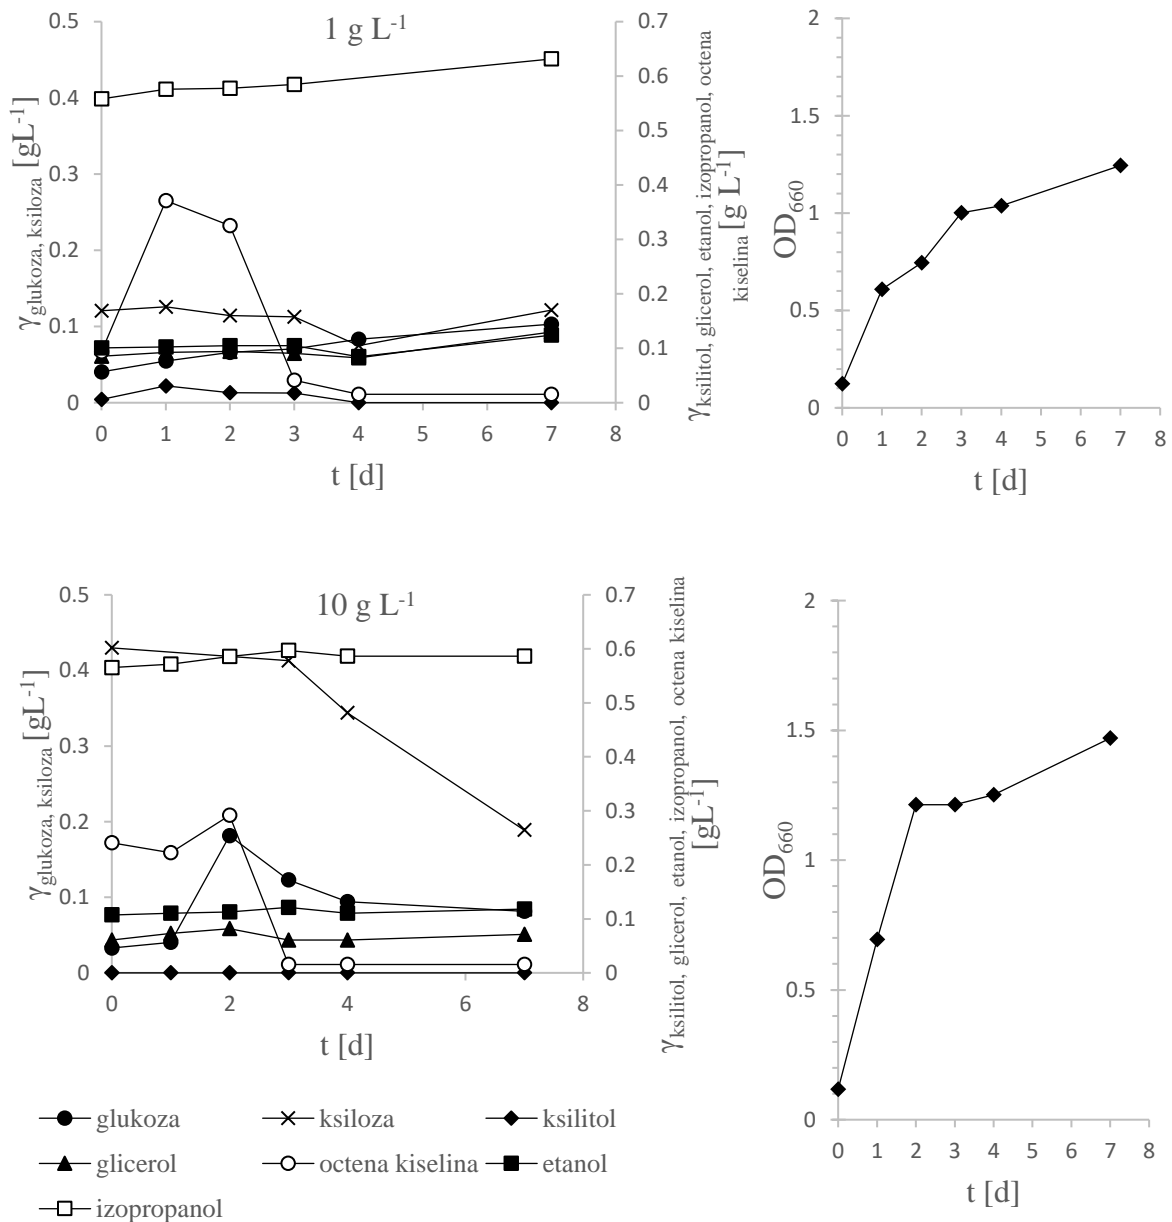 1 g L⁻¹
γglukoza, ksiloza [gL⁻¹]
0.5
0.4
0.3
0.2
0.1
0
0.7
0.6
0.5
0.4
0.3
0.2
0.1
0
γksilitol, glicerol, etanol, izopropanol, octena
kiselina [g L⁻¹]
0 1 2 3 4 5 6 7 8
t [d]
OD660
2
1.5
1
0.5
0
0 1 2 3 4 5 6 7 8
t [d]
10 g L⁻¹
γglukoza, ksiloza [gL⁻¹]
0.5
0.4
0.3
0.2
0.1
0
0.7
0.6
0.5
0.4
0.3
0.2
0.1
0
γksilitol, glicerol, etanol, izopropanol, octena kiselina
[gL⁻¹]
0 2 4 6 8
t [d]
OD660
2
1.5
1
0.5
0
0 1 2 3 4 5 6 7 8
t [d]
glukoza ksiloza ksilitol
glicerol octena kiselina etanol
izopropanol